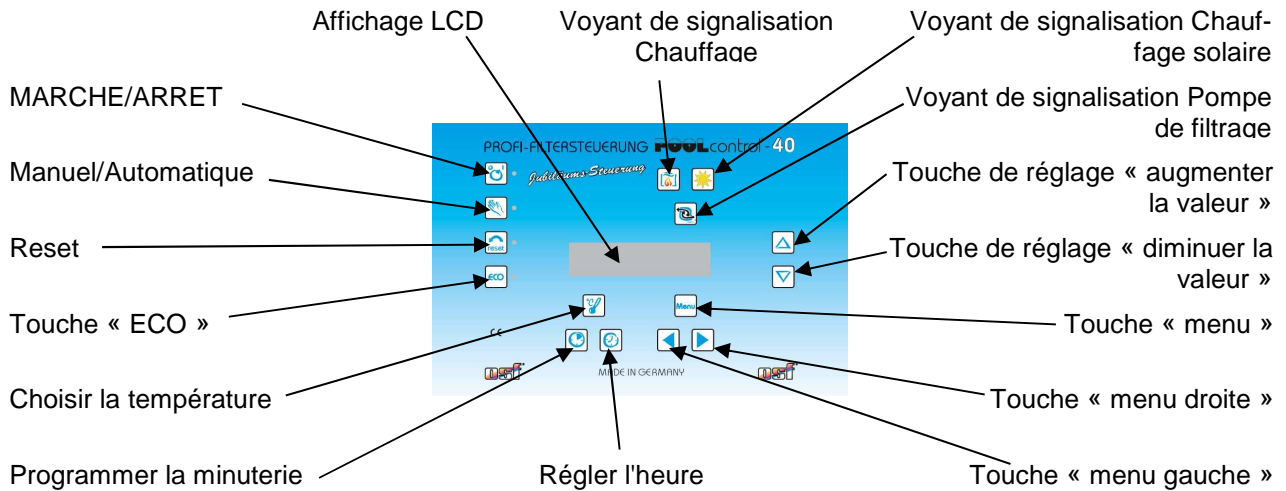 Affichage LCD
Voyant de signalisation
Chauffage
Voyant de signalisation Chauf-
fage solaire
MARCHE/ARRET
Voyant de signalisation Pompe
de filtrage
PROFI-FILTERSTEUERUNG POOLcontrol-40
Jubiläums-Steuerung
Manuel/Automatique
Touche de réglage « augmenter
la valeur »
Reset
reset
Touche de réglage « diminuer la
valeur »
ECO
°C
Menu
Touche « ECO »
Touche « menu »
CE
osf
MADE IN GERMANY
osf
Choisir la température
Touche « menu droite »
Programmer la minuterie
Régler l'heure
Touche « menu gauche »